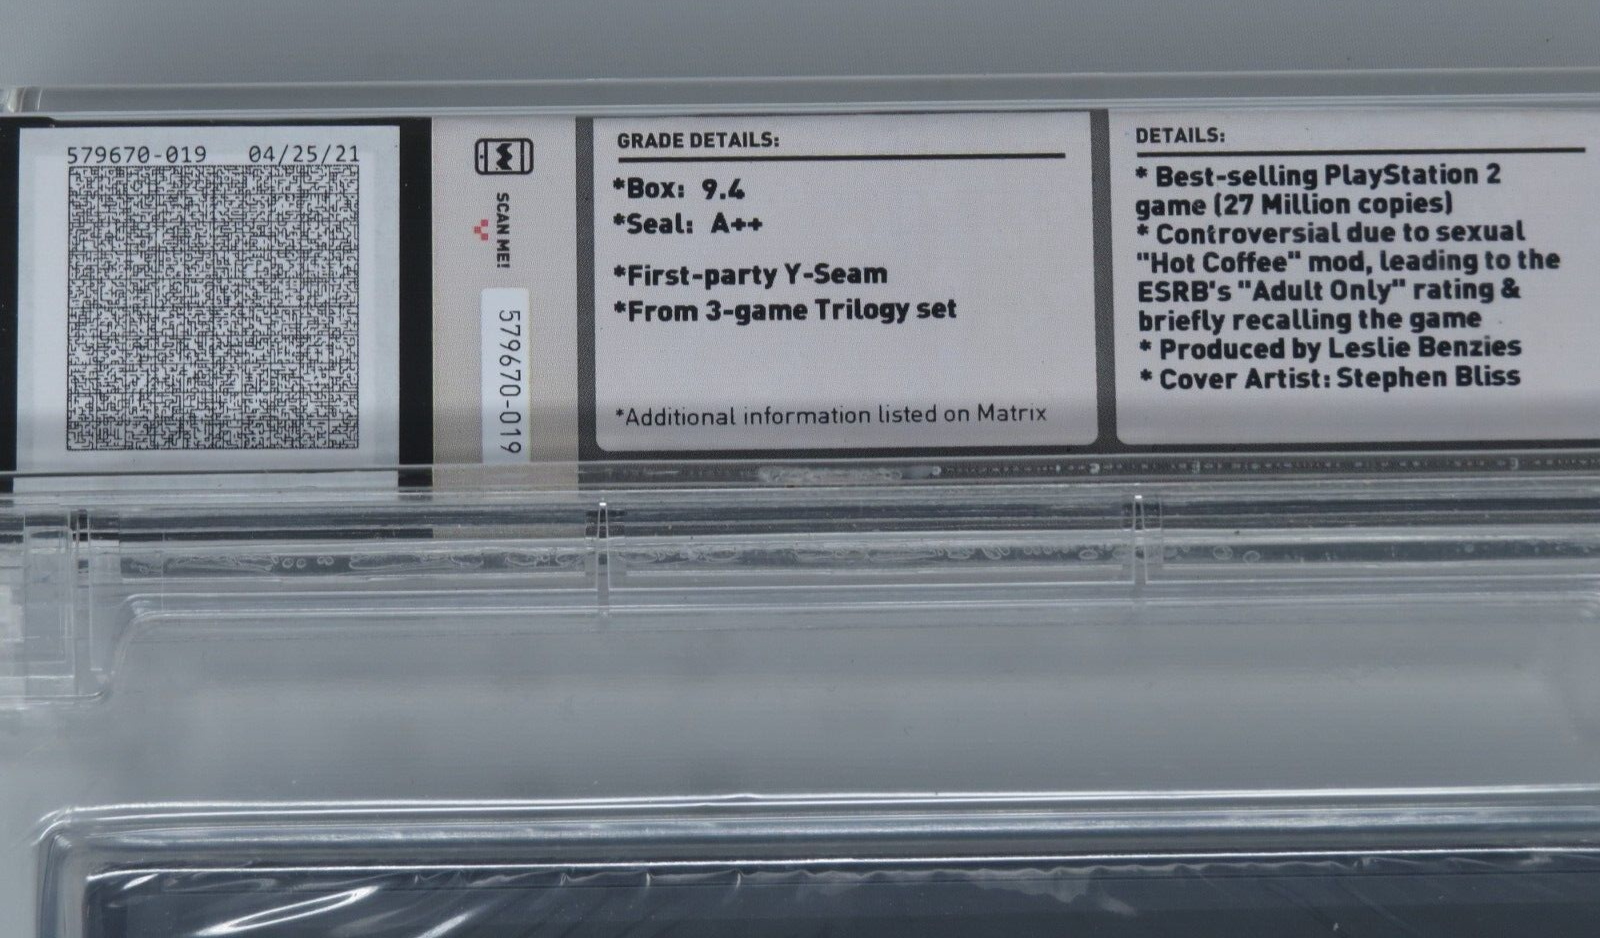 579670-019 04/25/21
SCAN ME!
579670-019
GRADE DETAILS:
*Box: 9.4
*Seal: A++
*First-party Y-Seam
*From 3-game Trilogy set
*Additional information listed on Matrix
DETAILS:
* Best-selling PlayStation 2
game (27 Million copies)
* Controversial due to sexual
"Hot Coffee" mod, leading to the
ESRB's "Adult Only" rating &
briefly recalling the game
* Produced by Leslie Benzies
* Cover Artist: Stephen Bliss